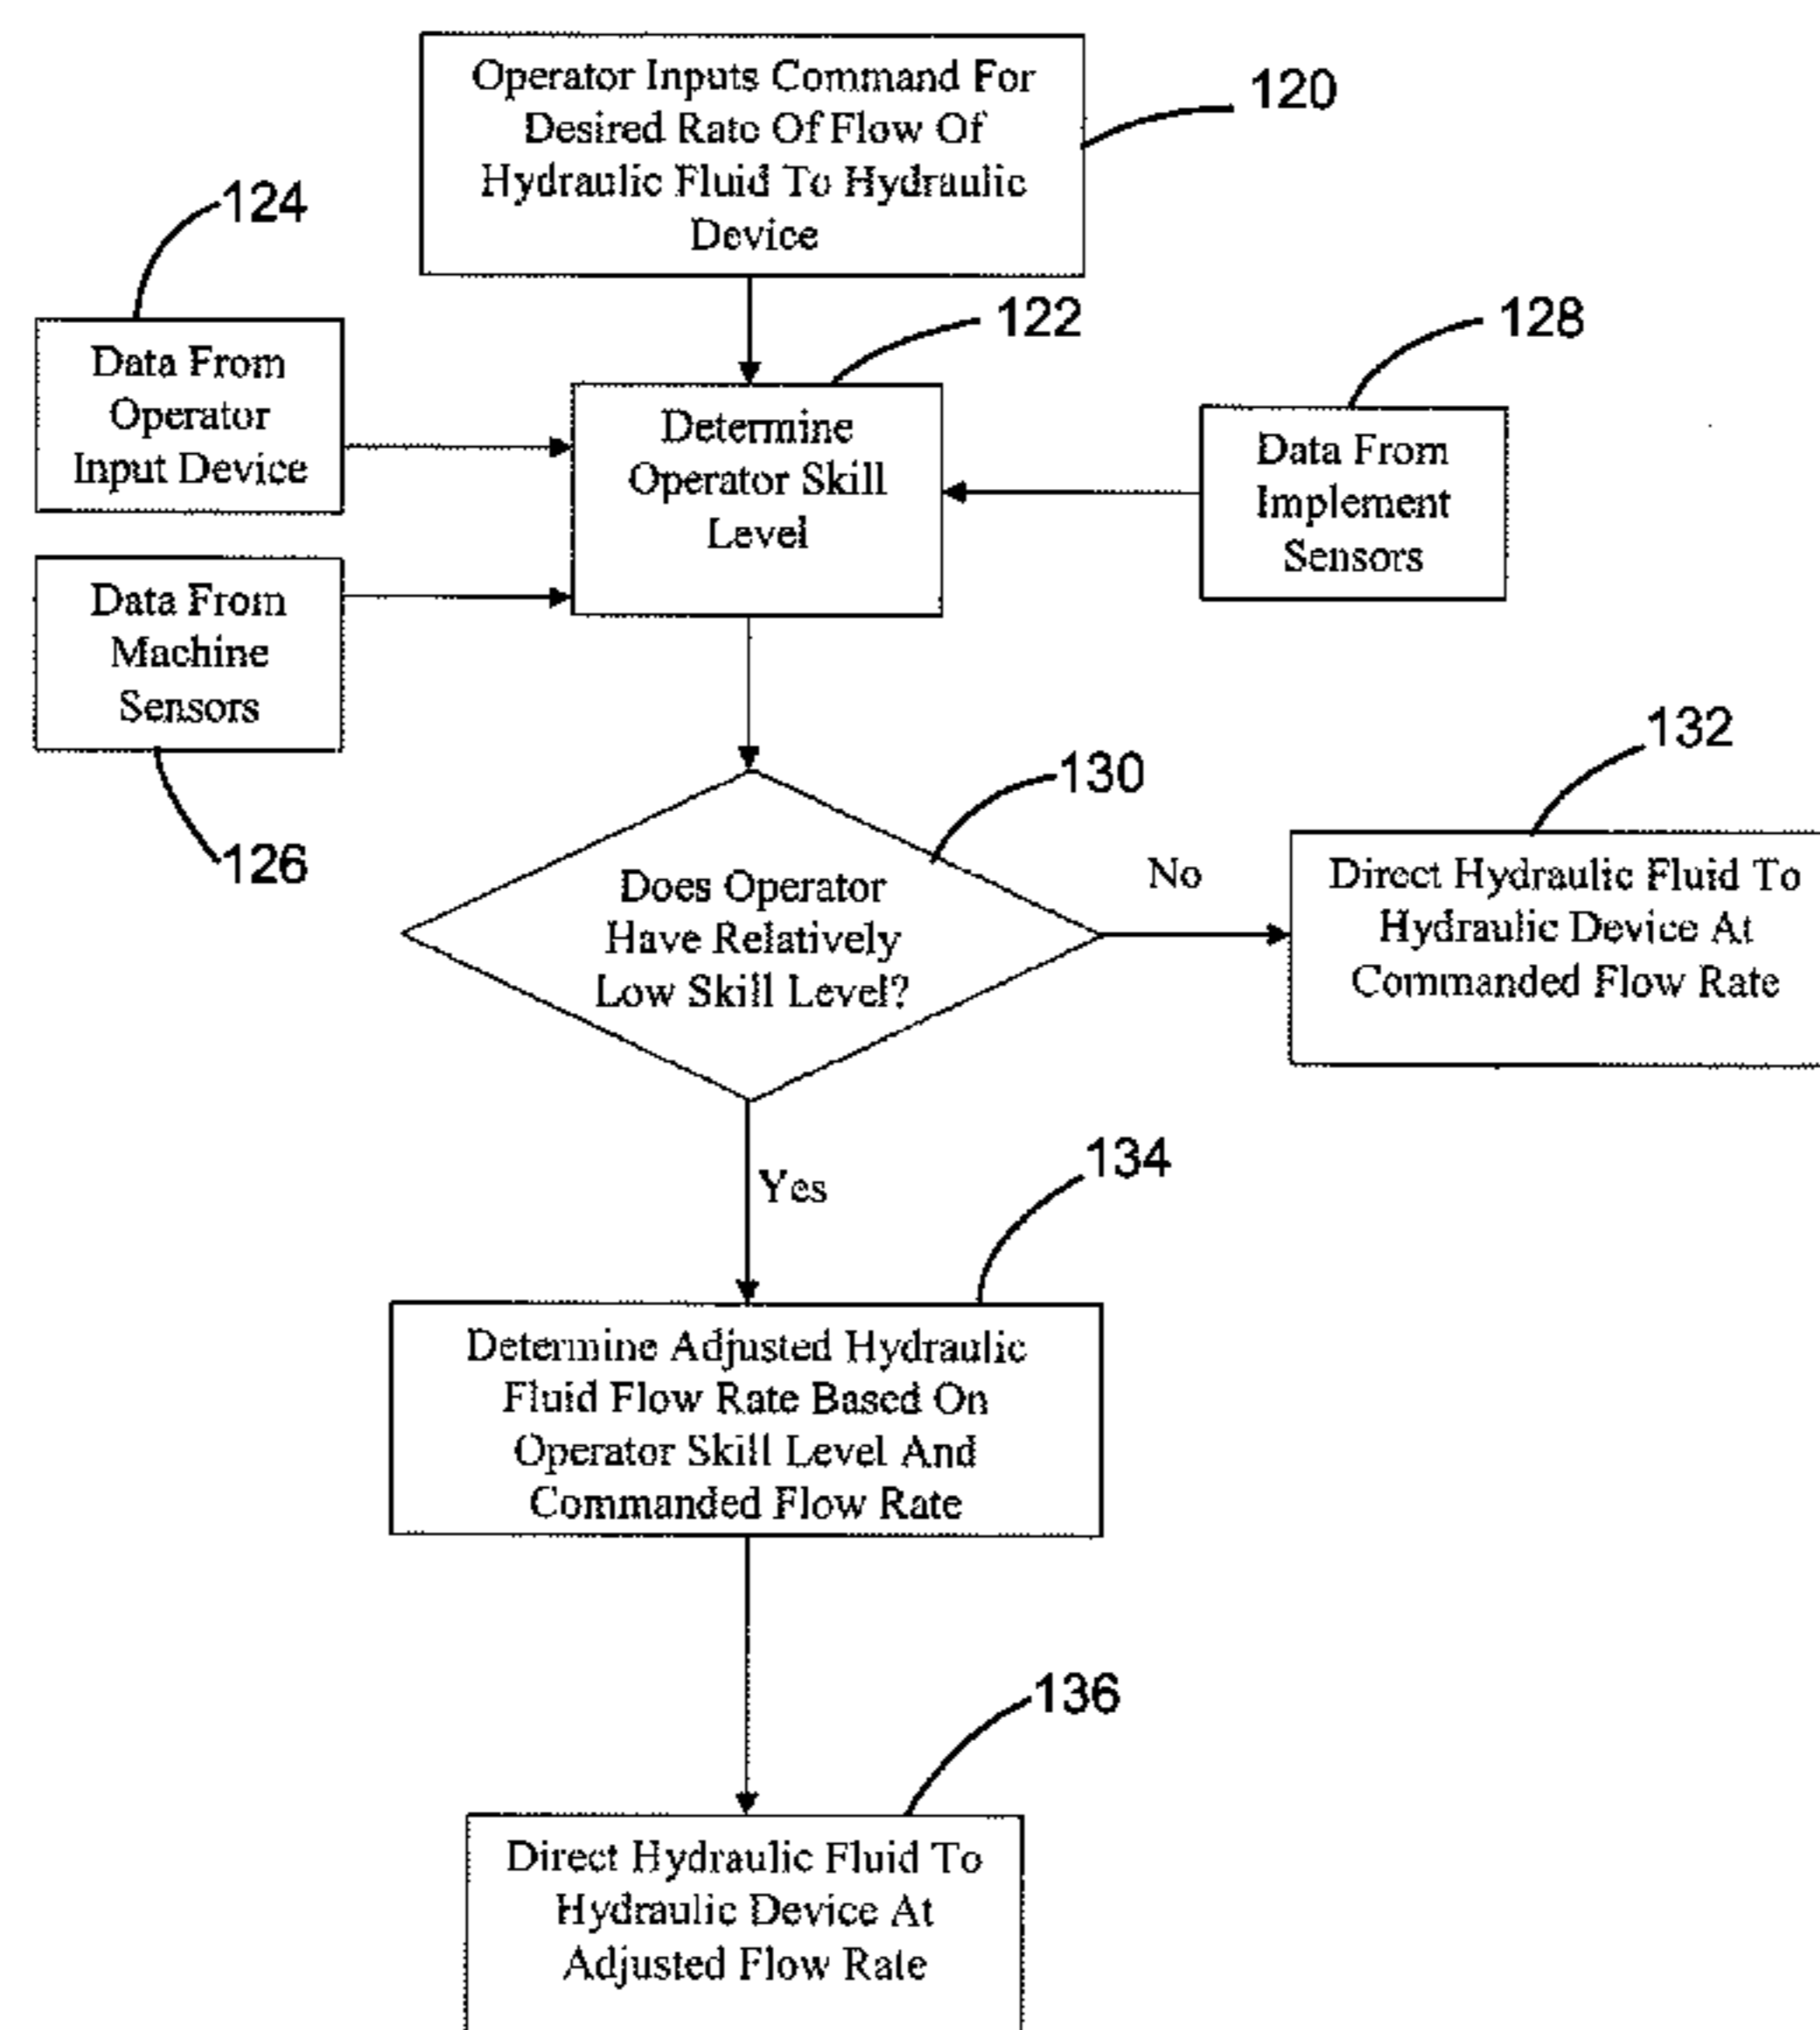 Operator Inputs Command For
Desired Rate Of Flow Of
Hydraulic Fluid To Hydraulic
Device
120
124
Data From
Operator
Input Device
122
Determine
Operator Skill
Level
128
Data From
Implement
Sensors
Data From
Machine
Sensors
126
130
Does Operator
Have Relatively
Low Skill Level?
No
132
Direct Hydraulic Fluid To
Hydraulic Device At
Commanded Flow Rate
Yes
134
Determine Adjusted Hydraulic
Fluid Flow Rate Based On
Operator Skill Level And
Commanded Flow Rate
136
Direct Hydraulic Fluid To
Hydraulic Device At
Adjusted Flow Rate